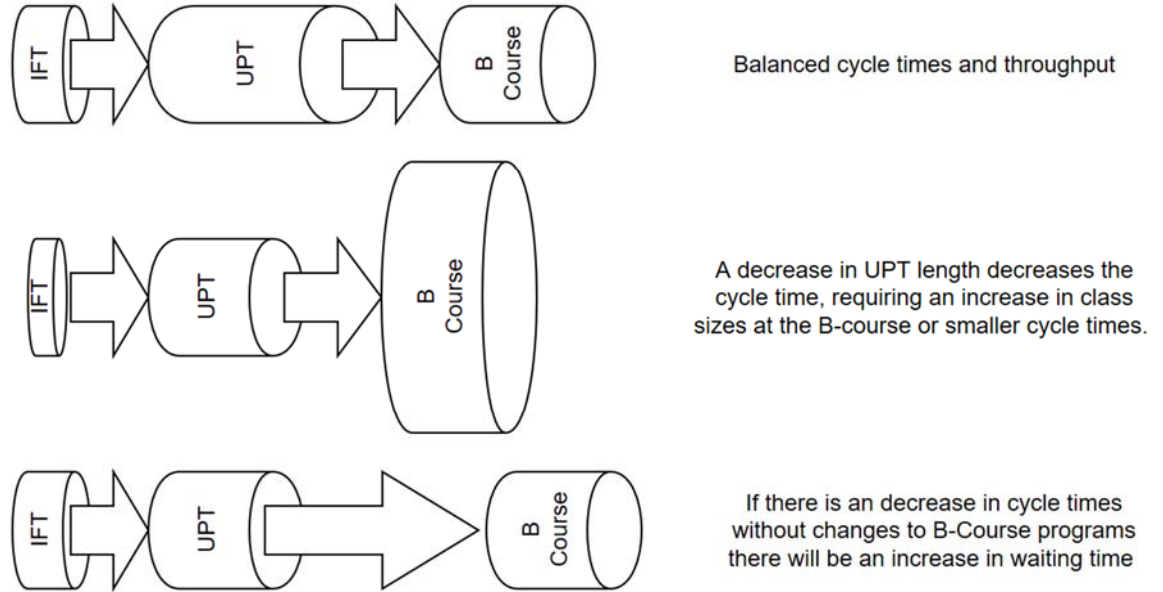 IFT
UPT
B
Course
Balanced cycle times and throughput
IFT
UPT
B
Course
A decrease in UPT length decreases the
cycle time, requiring an increase in class
sizes at the B-course or smaller cycle times.
IFT
UPT
B
Course
If there is an decrease in cycle times
without changes to B-Course programs
there will be an increase in waiting time